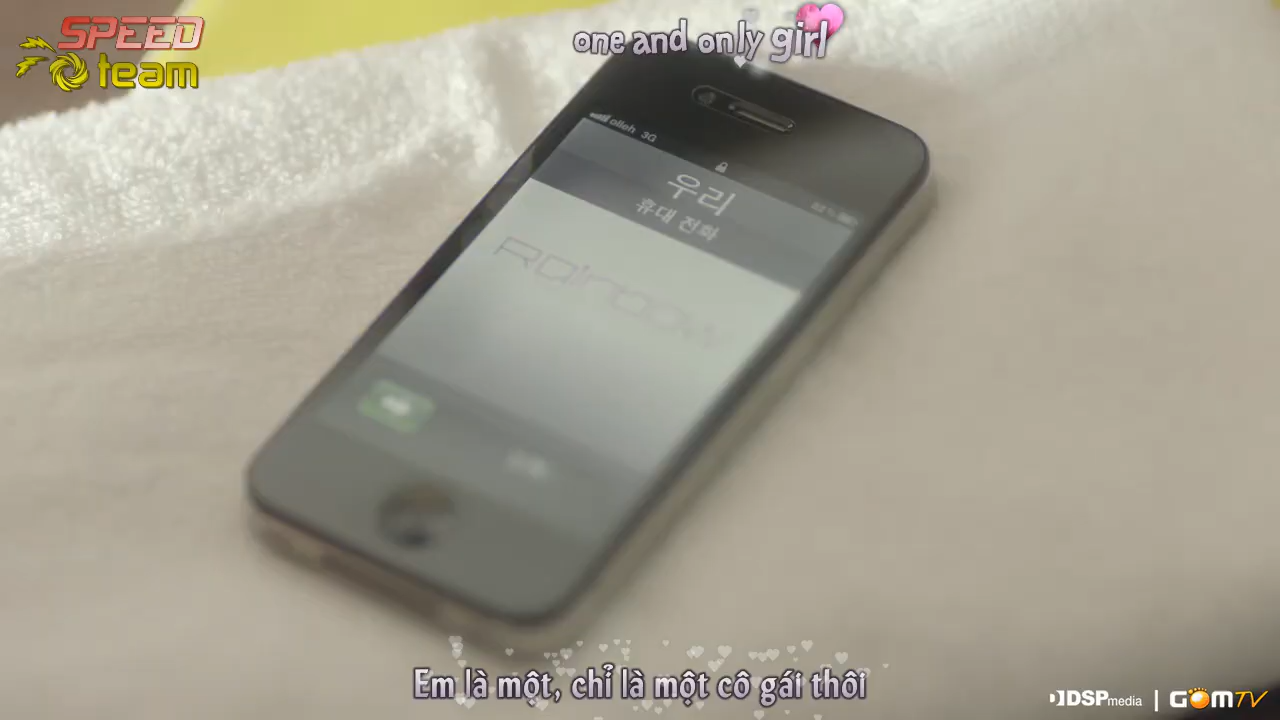 SPEED
team
one and only girl
olleh 3G
우리
휴대 전화
Rainbow
Em là một, chỉ là một cô gái thôi
DSPmedia | GOMTV